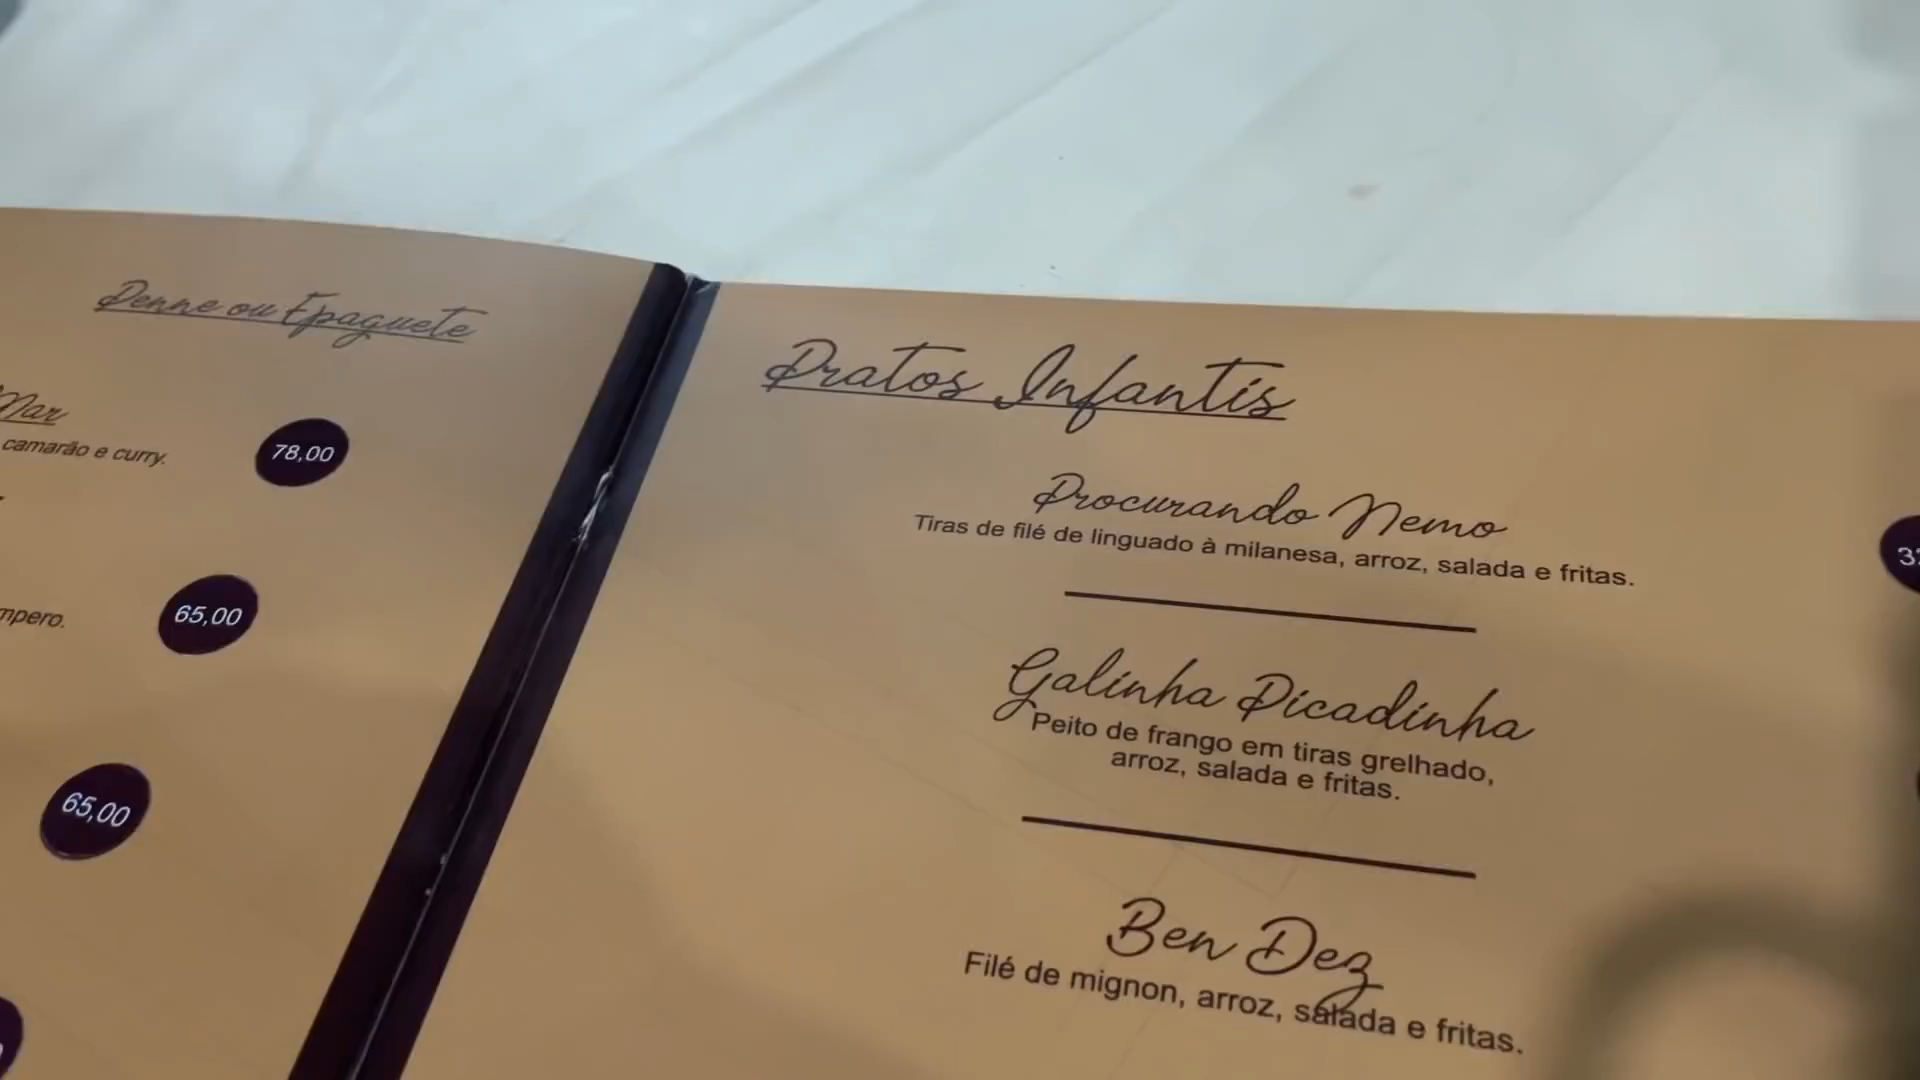 Penne ou Epaguete
Mar
camarão e curry.
78,00
mpero.
65,00
65,00
Pratos Infantis
Procurando Nemo
Tiras de filé de linguado à milanesa, arroz, salada e fritas.
Galinha Picadinha
Peito de frango em tiras grelhado,
arroz, salada e fritas.
Ben Dez
Filé de mignon, arroz, salada e fritas.